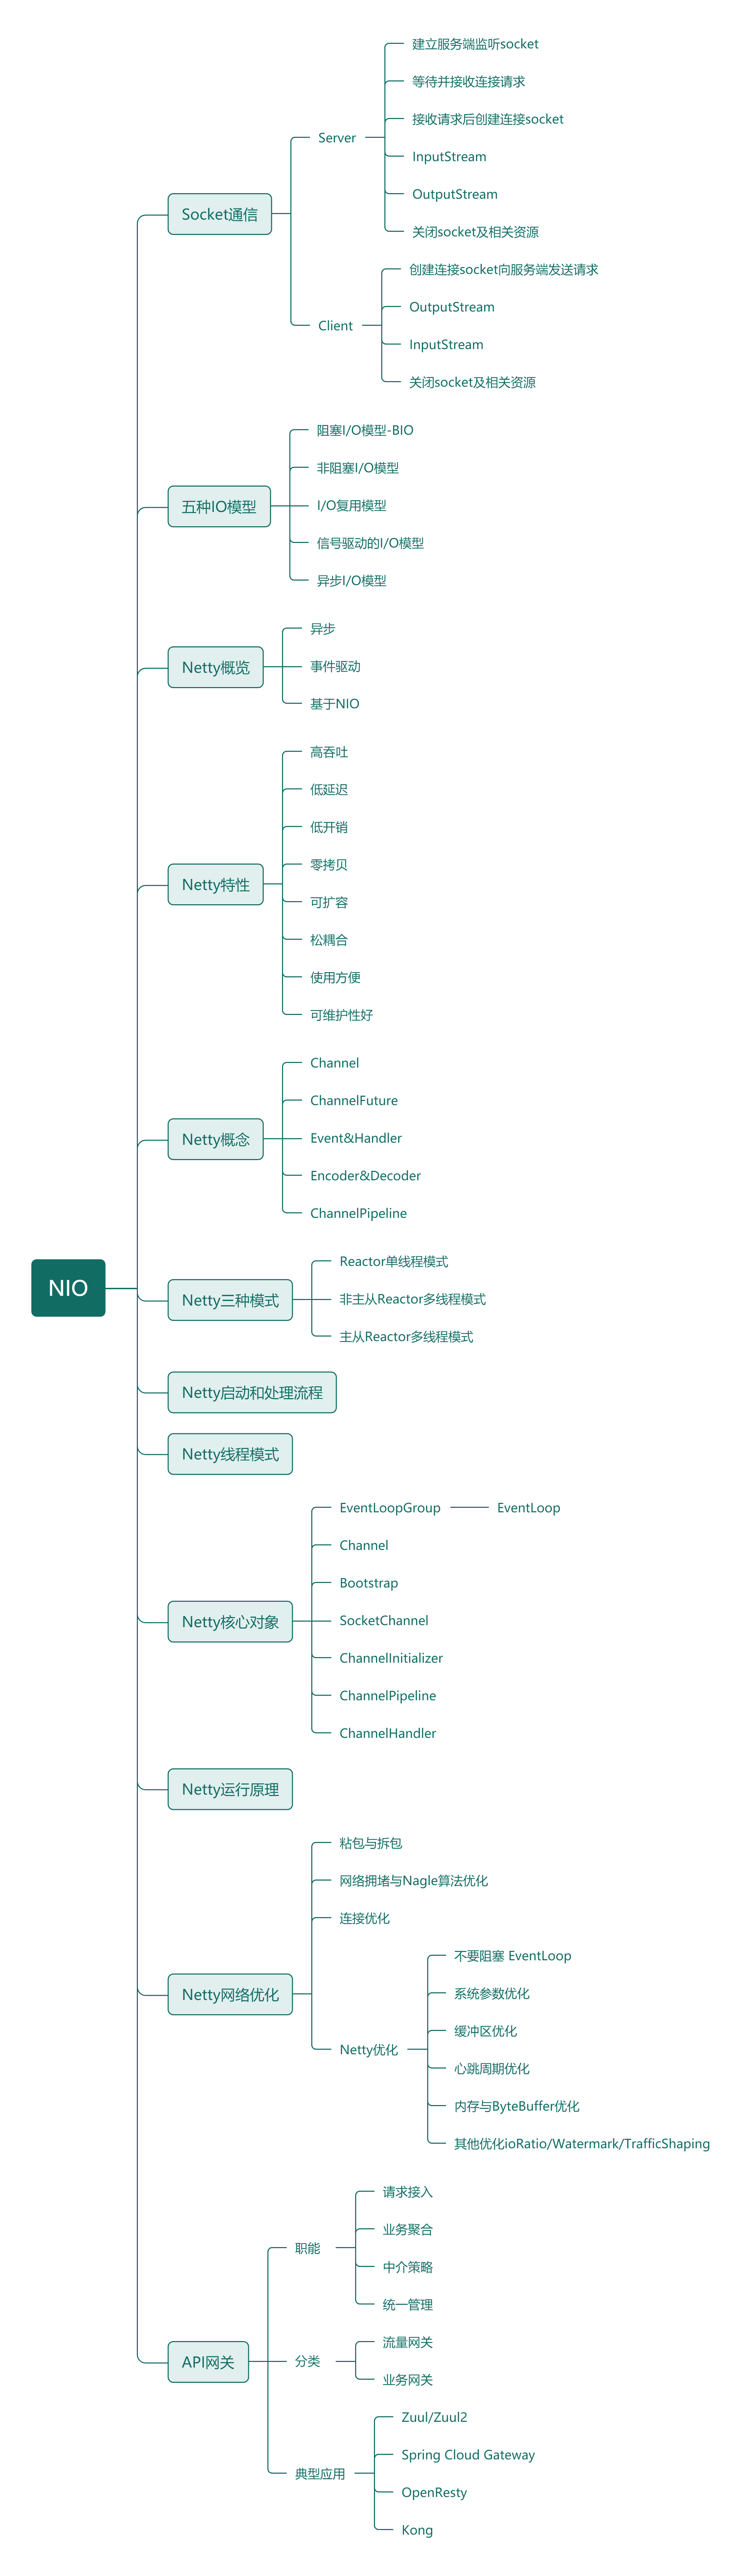 NIO
Socket通信
Server
建立服务端监听socket
等待并接收连接请求
接收请求后创建连接socket
InputStream
OutputStream
关闭socket及相关资源
Client
创建连接socket向服务端发送请求
OutputStream
InputStream
关闭socket及相关资源
五种IO模型
阻塞I/O模型-BIO
非阻塞I/O模型
I/O复用模型
信号驱动的I/O模型
异步I/O模型
Netty概览
异步
事件驱动
基于NIO
Netty特性
高吞吐
低延迟
低开销
零拷贝
可扩容
松耦合
使用方便
可维护性好
Netty概念
Channel
ChannelFuture
Event&Handler
Encoder&Decoder
ChannelPipeline
Netty三种模式
Reactor单线程模式
非主从Reactor多线程模式
主从Reactor多线程模式
Netty启动和处理流程
Netty线程模式
Netty核心对象
EventLoopGroup
EventLoop
Channel
Bootstrap
SocketChannel
ChannelInitializer
ChannelPipeline
ChannelHandler
Netty运行原理
Netty网络优化
粘包与拆包
网络拥堵与Nagle算法优化
连接优化
Netty优化
不要阻塞 EventLoop
系统参数优化
缓冲区优化
心跳周期优化
内存与ByteBuffer优化
其他优化ioRatio/Watermark/TrafficShaping
API网关
职能
请求接入
业务聚合
中介策略
统一管理
分类
流量网关
业务网关
典型应用
Zuul/Zuul2
Spring Cloud Gateway
OpenResty
Kong